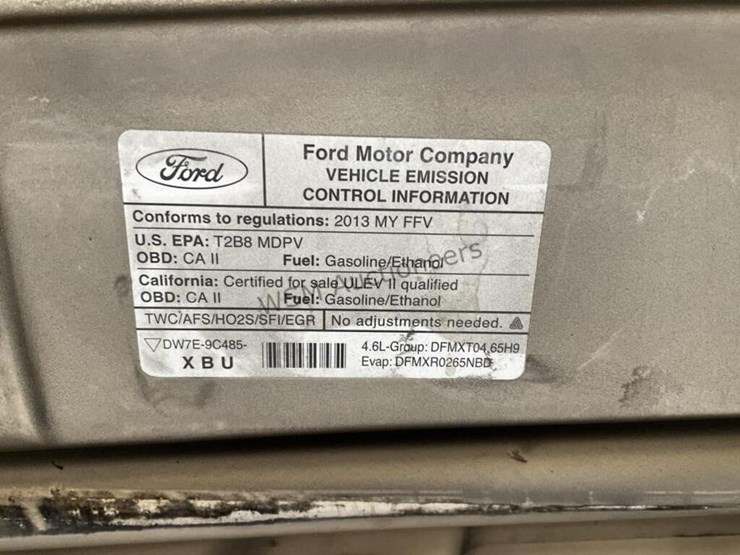 Ford
Ford Motor Company
VEHICLE EMISSION
CONTROL INFORMATION
Conforms to regulations: 2013 MY FFV
U.S. EPA: T2B8 MDPV
OBD: CA II Fuel: Gasoline/Ethanol
California: Certified for sale ULEV II qualified
OBD: CA II Fuel: Gasoline/Ethanol
TWC/AFS/HO2S/SFI/EGR No adjustments needed.
DW7E-9C485-
XBU
4.6L-Group: DFMXT04.65H9
Evap: DFMXR0265NBD
WSM Auctioneers